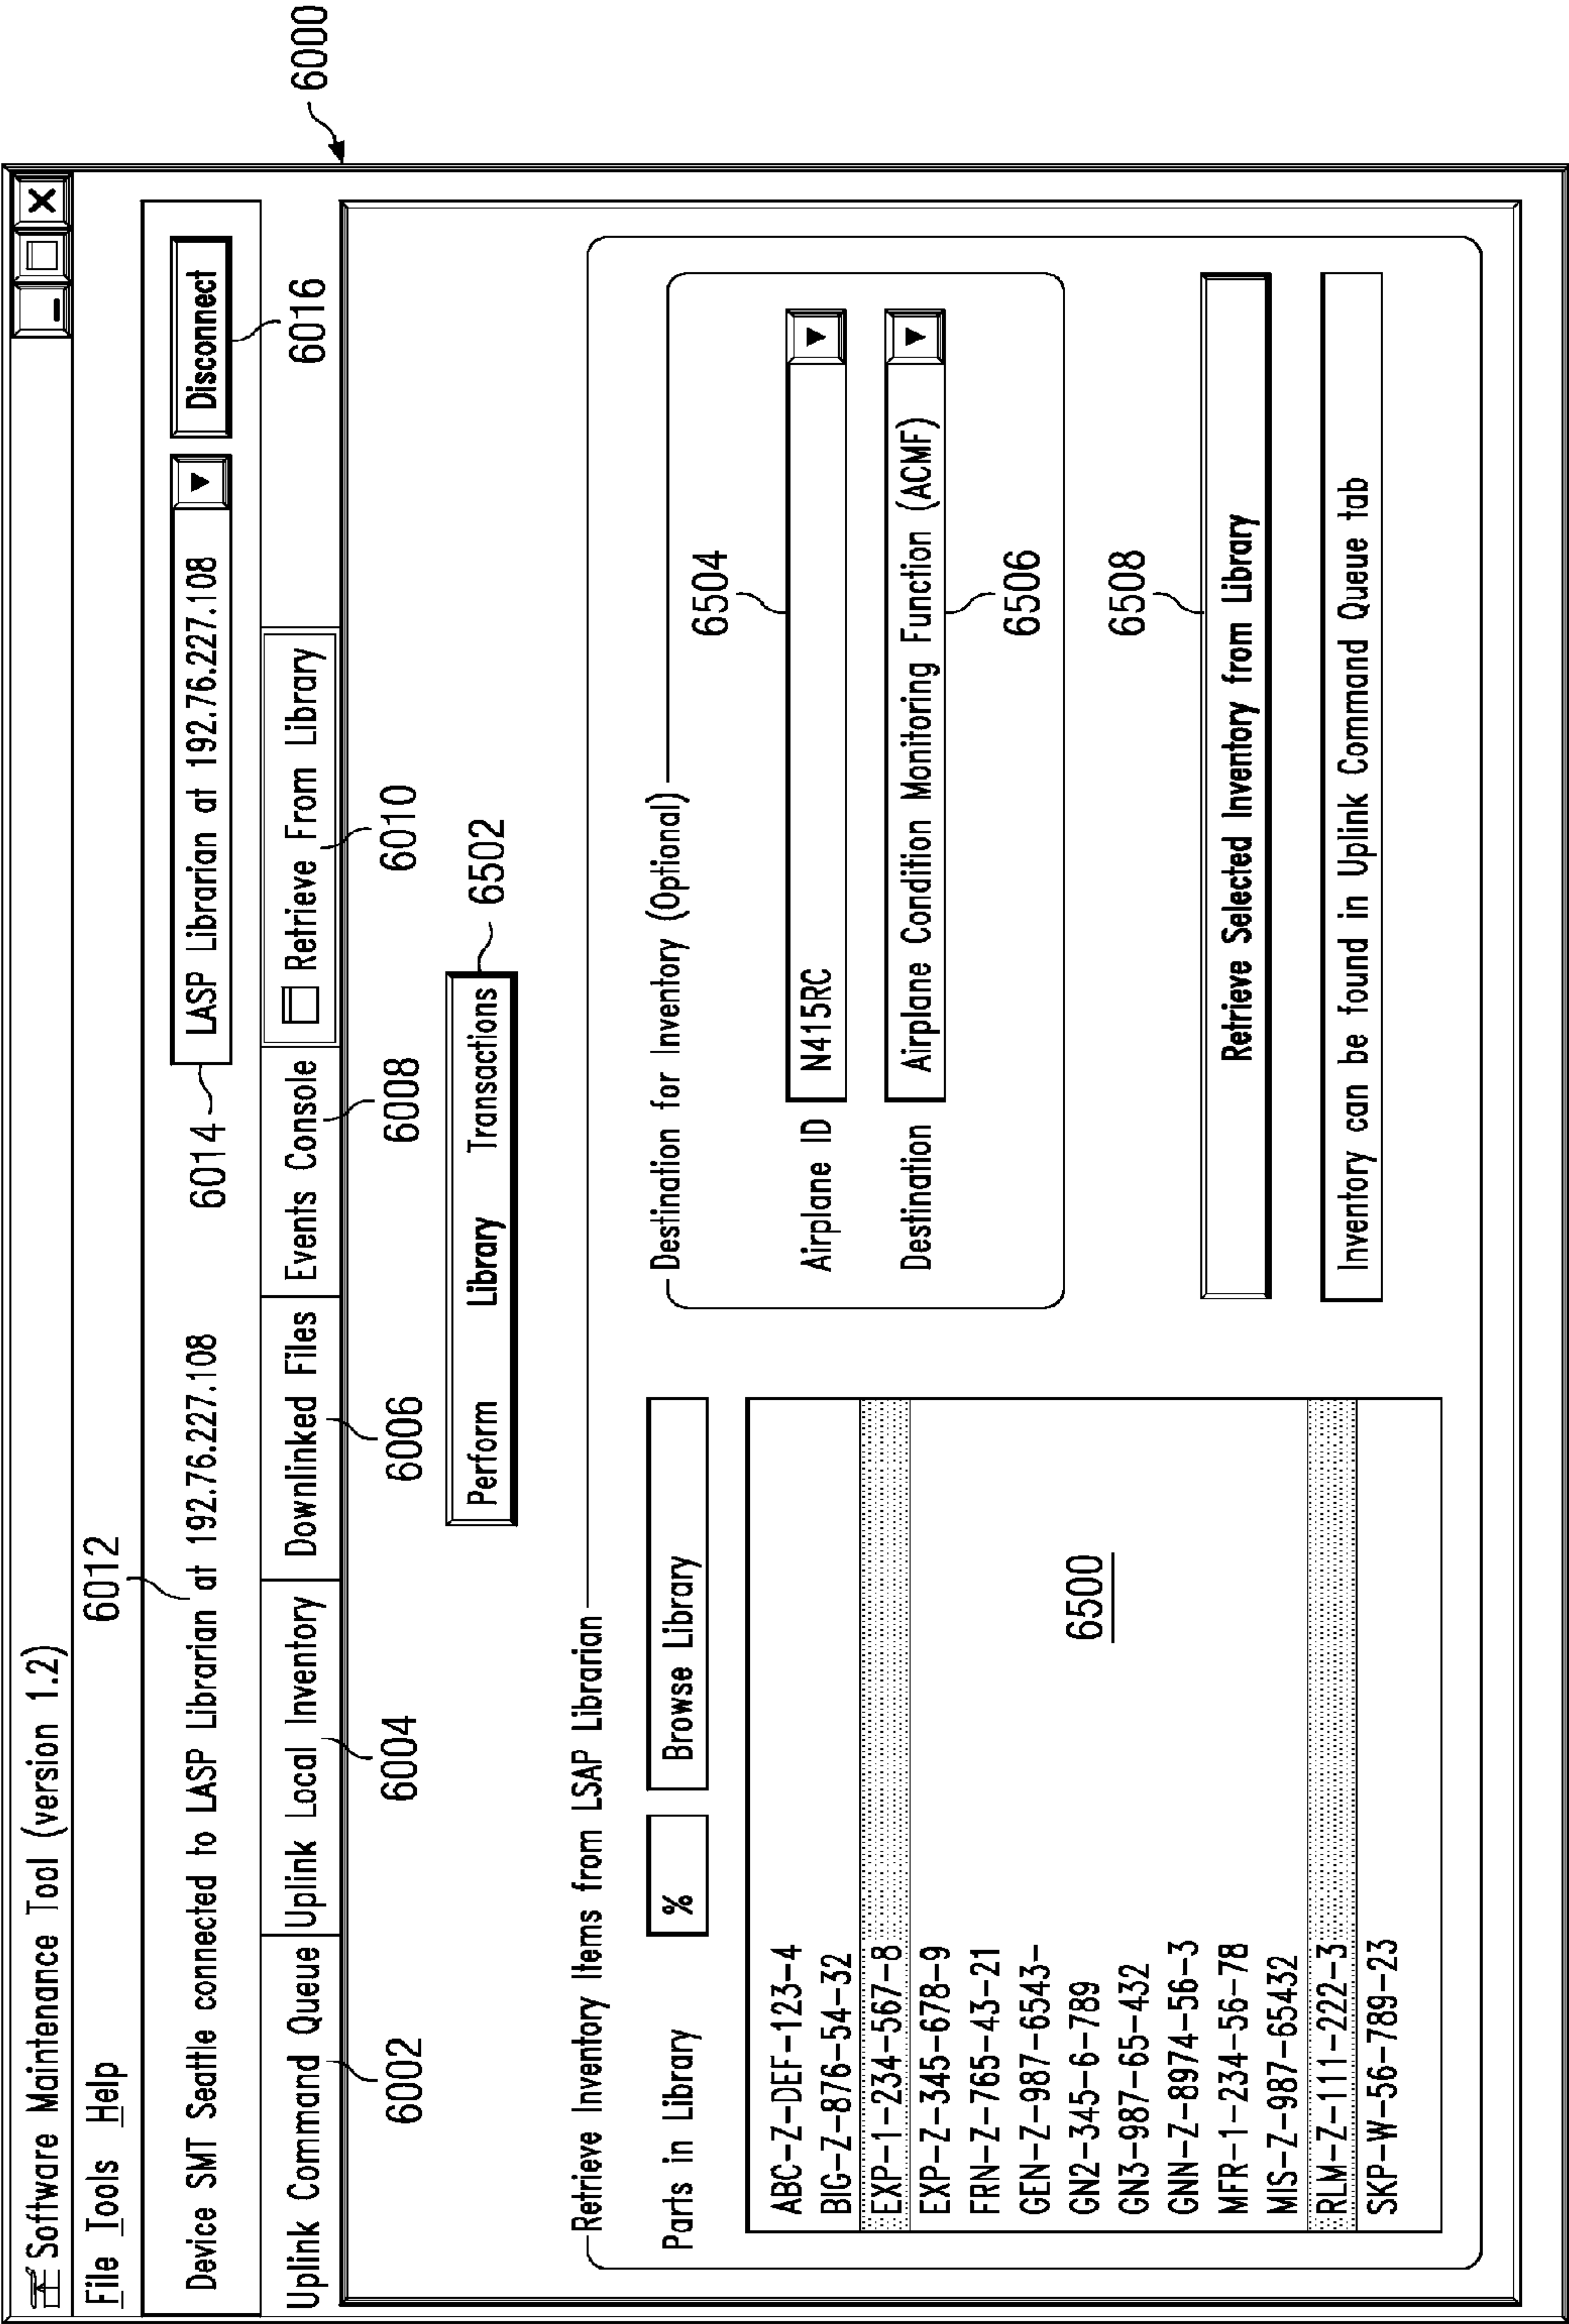 Software Maintenance Tool (version 1.2)
File Tools Help
6012
Device SMT Seattle connected to LASP Librarian at 192.76.227.108
6014
LASP Librarian at 192.76.227.108
Disconnect
6016
6000
Uplink Command Queue
Uplink Local Inventory
Downlinked Files
Events Console
Retrieve From Library
6002
6004
6006
6008
6010
Perform Library Transactions
6502
Retrieve Inventory Items from LSAP Librarian
Parts in Library
%
Browse Library
ABC-Z-DEF-123-4
BIG-Z-876-54-32
EXP-1-234-567-8
EXP-Z-345-678-9
FRN-Z-765-43-21
GEN-Z-987-6543-
GN2-345-6-789
GN3-987-65-432
GNN-Z-8974-56-3
MFR-1-234-56-78
MIS-Z-987-65432
RLM-Z-111-222-3
SKP-W-56-789-23
6500
Destination for Inventory (Optional)
6504
Airplane ID
N415RC
Destination
Airplane Condition Monitoring Function (ACMF)
6506
6508
Retrieve Selected Inventory from Library
Inventory can be found in Uplink Command Queue tab